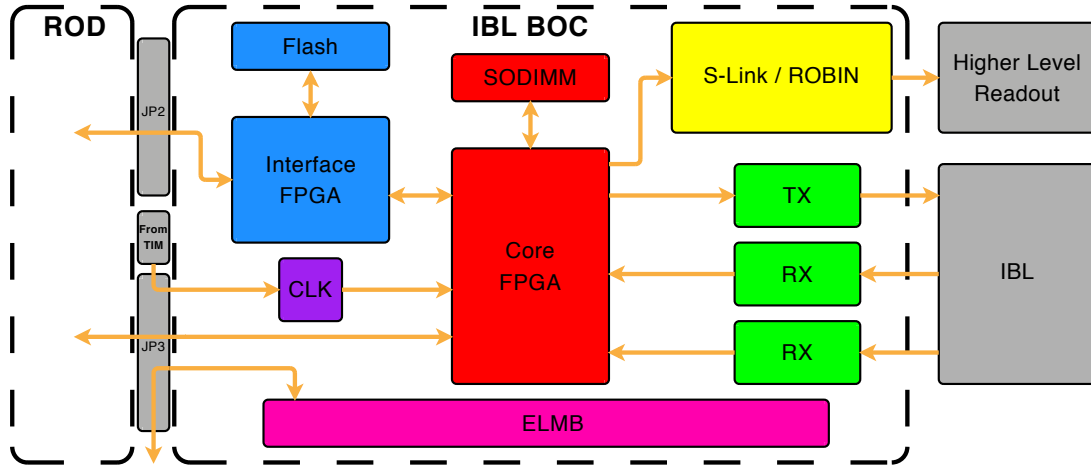 ROD
IBL BOC
Flash
SODIMM
S-Link / ROBIN
Higher Level
Readout
JP2
Interface
FPGA
TX
From
TIM
Core
FPGA
CLK
RX
IBL
JP3
RX
ELMB